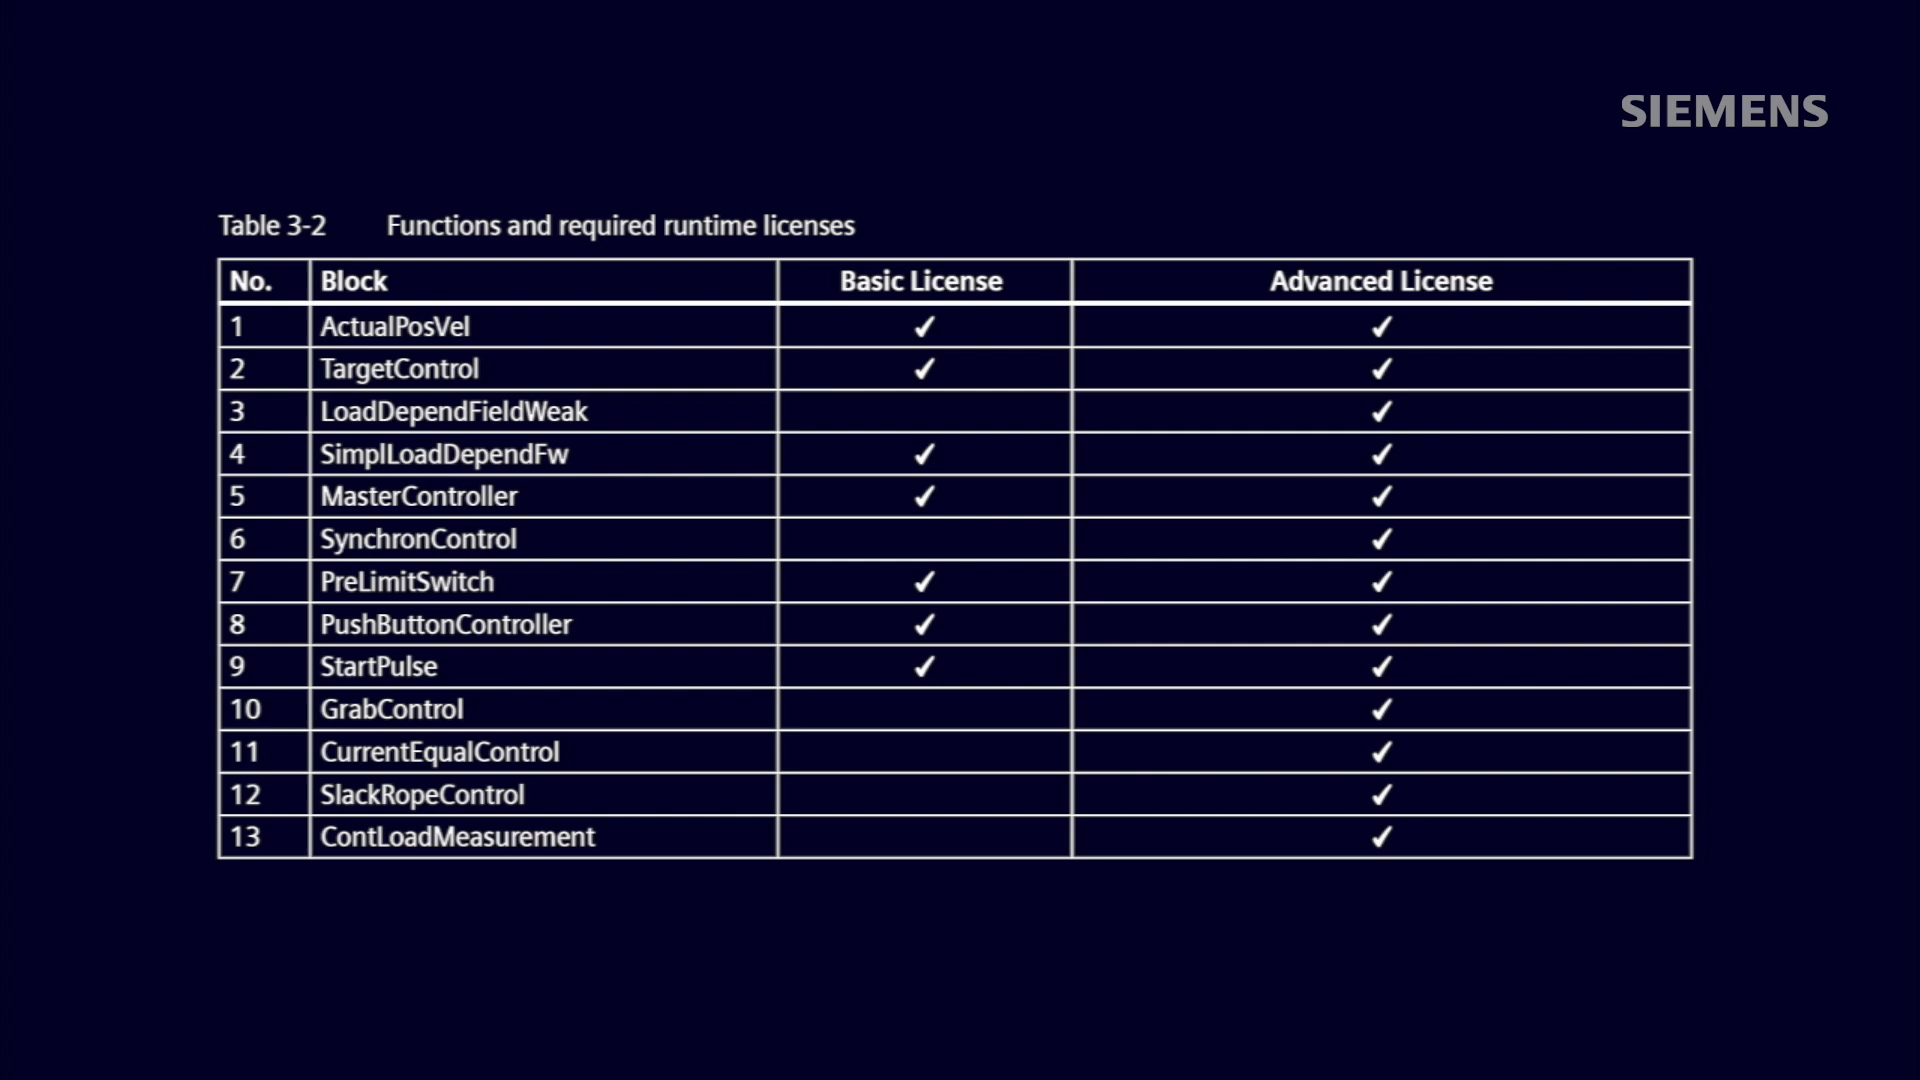 SIEMENS
Table 3-2 Functions and required runtime licenses
No. Block Basic License Advanced License
1 ActualPosVel ✓ ✓
2 TargetControl ✓ ✓
3 LoadDependFieldWeak ✓
4 SimplLoadDependFw ✓ ✓
5 MasterController ✓ ✓
6 SynchronControl ✓
7 PreLimitSwitch ✓ ✓
8 PushButtonController ✓ ✓
9 StartPulse ✓ ✓
10 GrabControl ✓
11 CurrentEqualControl ✓
12 SlackRopeControl ✓
13 ContLoadMeasurement ✓